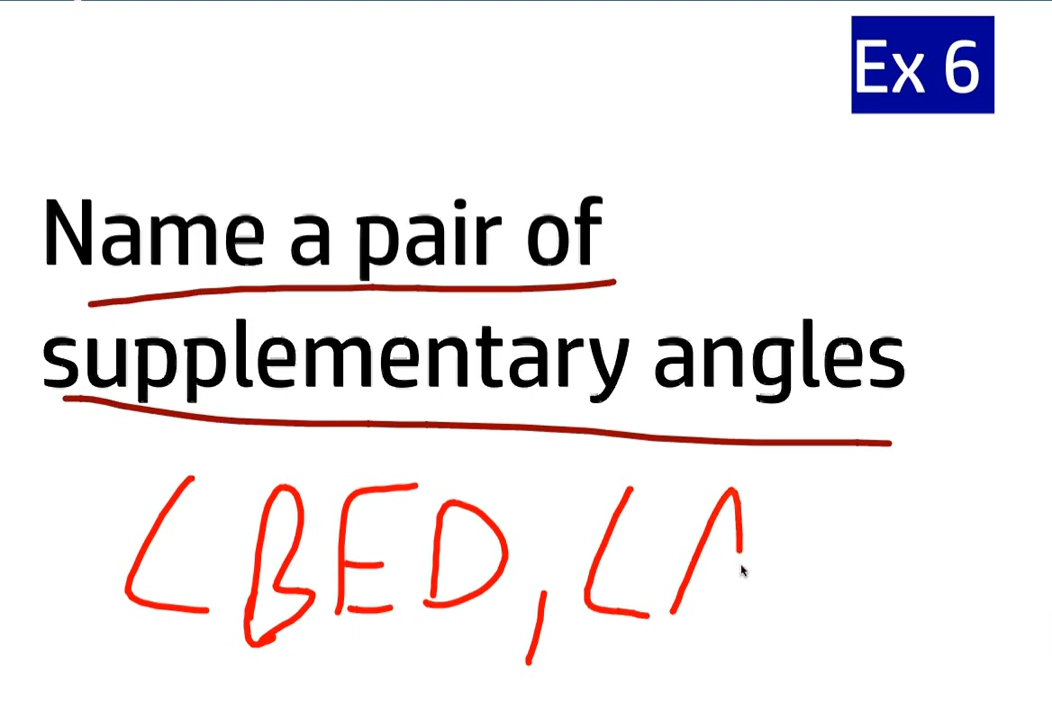 Ex 6
Name a pair of
supplementary angles
∠BED, ∠